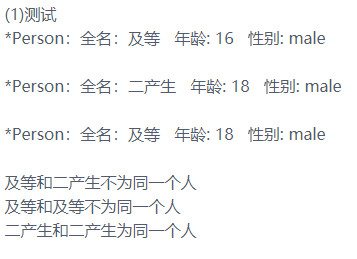 (1)测试
*Person：全名：及等 年龄: 16 性别: male
*Person：全名：二产生 年龄: 18 性别: male
*Person：全名：及等 年龄: 18 性别: male
及等和二产生不为同一个人
及等和及等不为同一个人
二产生和二产生为同一个人